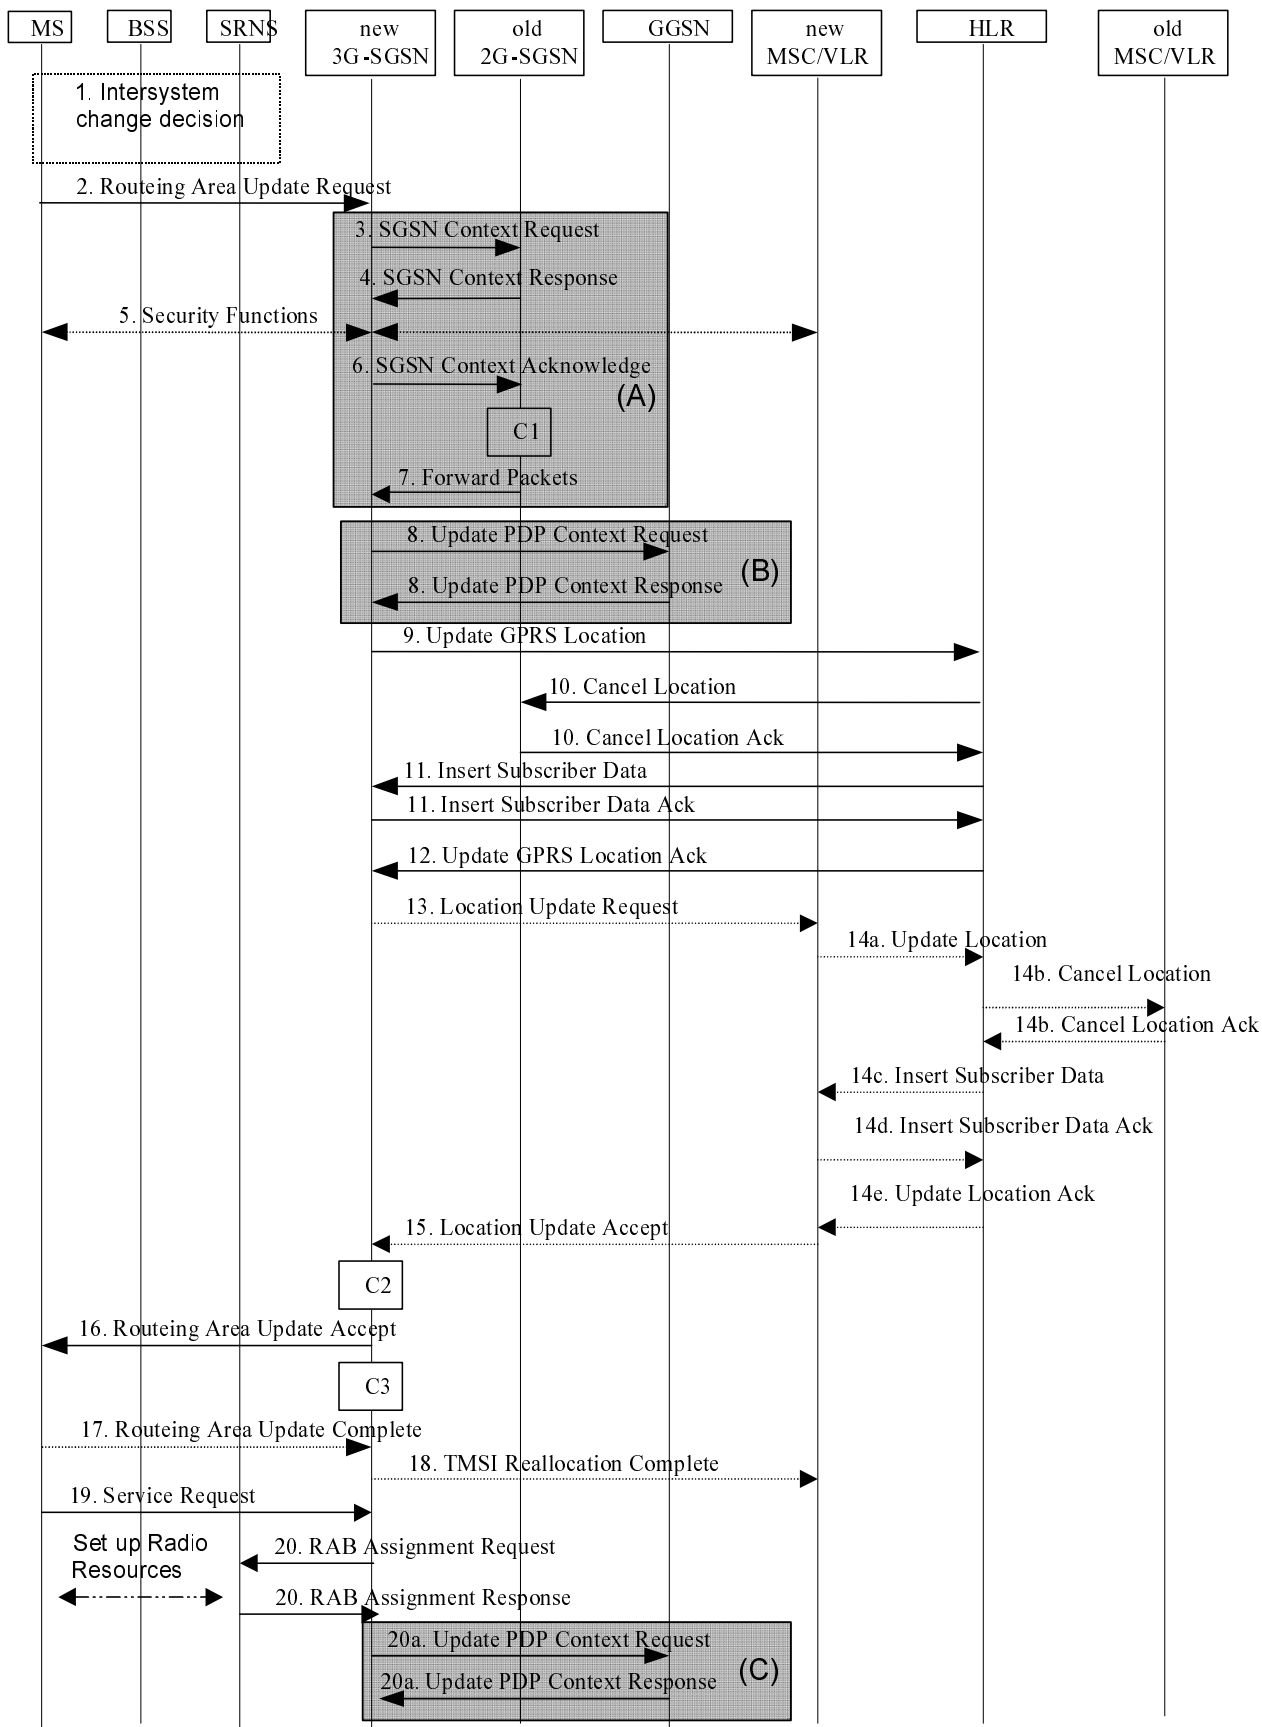 MS
BSS
SRNS
new
3G-SGSN
old
2G-SGSN
GGSN
new
MSC/VLR
HLR
old
MSC/VLR
1. Intersystem
change decision
2. Routeing Area Update Request
3. SGSN Context Request
4. SGSN Context Response
5. Security Functions
6. SGSN Context Acknowledge
(A)
C1
7. Forward Packets
8. Update PDP Context Request
(B)
8. Update PDP Context Response
9. Update GPRS Location
10. Cancel Location
10. Cancel Location Ack
11. Insert Subscriber Data
11. Insert Subscriber Data Ack
12. Update GPRS Location Ack
13. Location Update Request
14a. Update Location
14b. Cancel Location
14b. Cancel Location Ack
14c. Insert Subscriber Data
14d. Insert Subscriber Data Ack
14e. Update Location Ack
15. Location Update Accept
C2
16. Routeing Area Update Accept
C3
17. Routeing Area Update Complete
18. TMSI Reallocation Complete
19. Service Request
Set up Radio
Resources
20. RAB Assignment Request
20. RAB Assignment Response
20a. Update PDP Context Request
(C)
20a. Update PDP Context Response